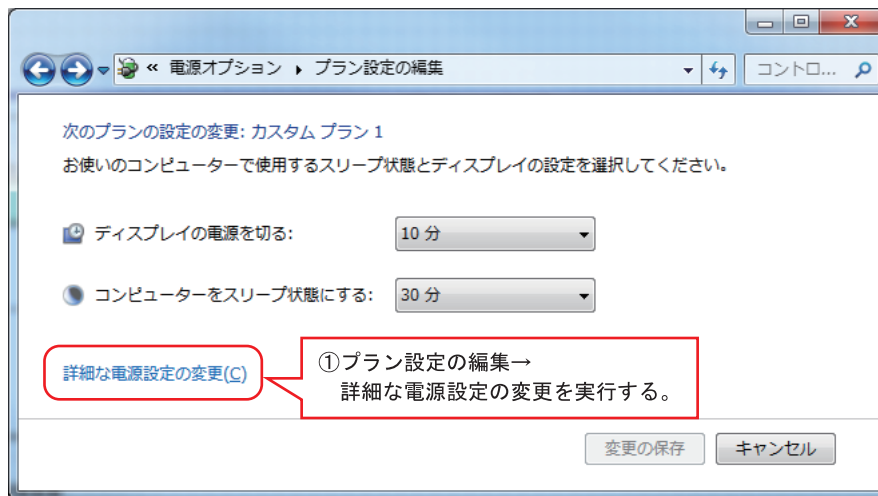 « 電源オプション ▸ プラン設定の編集
コントロ...
次のプランの設定の変更: カスタム プラン 1
お使いのコンピューターで使用するスリープ状態とディスプレイの設定を選択してください。
ディスプレイの電源を切る:
10 分
コンピューターをスリープ状態にする:
30 分
詳細な電源設定の変更(C)
①プラン設定の編集→
詳細な電源設定の変更を実行する。
変更の保存
キャンセル